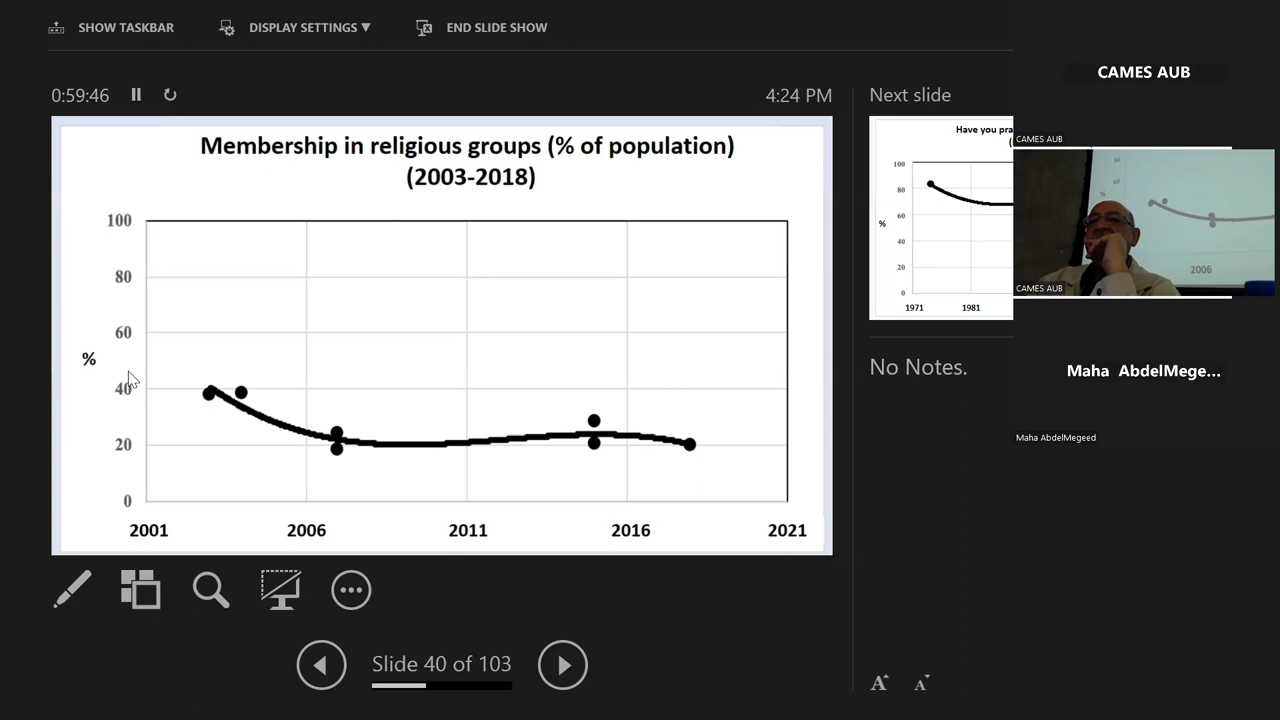 SHOW TASKBAR
DISPLAY SETTINGS ▼
END SLIDE SHOW
0:59:46
4:24 PM
Membership in religious groups (% of population)
(2003-2018)
100
80
60
%
40
20
0
2001 2006 2011 2016 2021
Slide 40 of 103
Next slide
Have you pra
100
80
60
%
40
20
0
1971 1981
No Notes.
A A
CAMES AUB
CAMES AUB
2006
CAMES AUB
Maha AbdelMege...
Maha AbdelMegeed